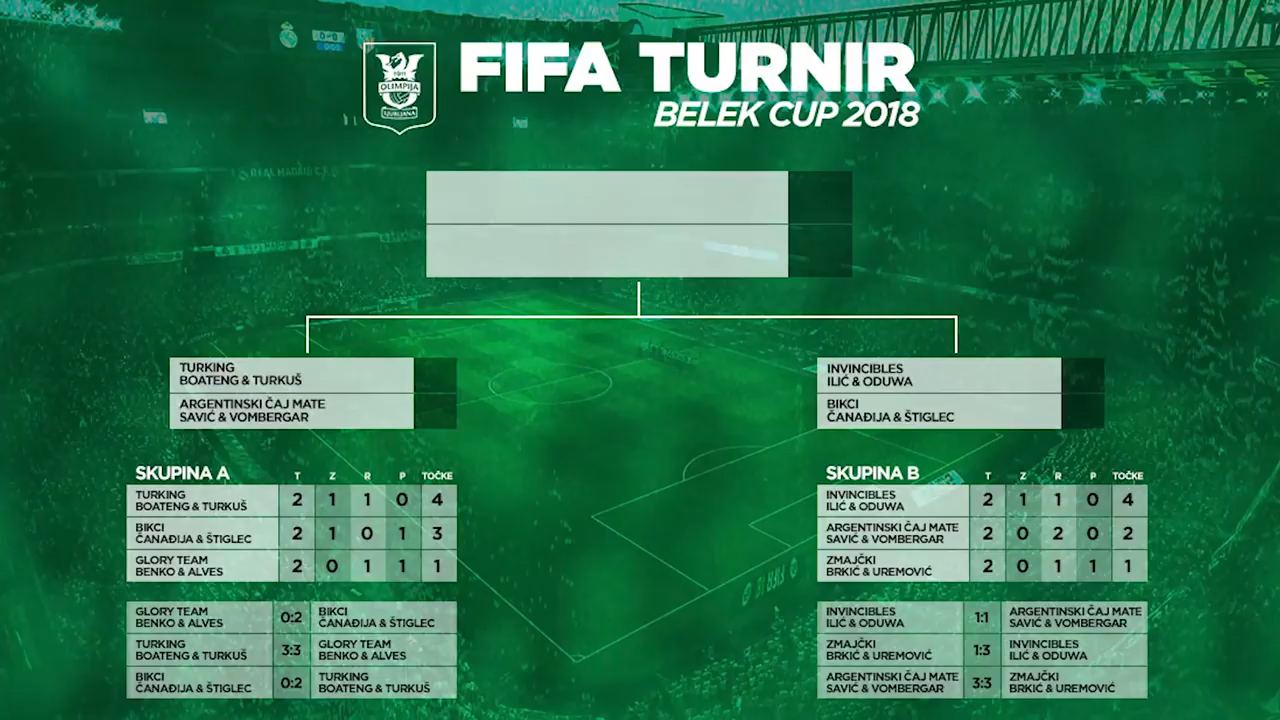 0-0
1911
OLIMPIJA
LJUBLJANA
FIFA TURNIR
BELEK CUP 2018
REAL MADRID C.F.
TURKING
BOATENG & TURKUŠ
ARGENTINSKI ČAJ MATE
SAVIĆ & VOMBERGAR
INVINCIBLES
ILIĆ & ODUWA
BIKCI
ČANAĐIJA & ŠTIGLEC
SKUPINA A T Z R P TOČKE
TURKING
BOATENG & TURKUŠ 2 1 1 0 4
BIKCI
ČANAĐIJA & ŠTIGLEC 2 1 0 1 3
GLORY TEAM
BENKO & ALVES 2 0 1 1 1
GLORY TEAM
BENKO & ALVES 0:2 BIKCI
ČANAĐIJA & ŠTIGLEC
TURKING
BOATENG & TURKUŠ 3:3 GLORY TEAM
BENKO & ALVES
BIKCI
ČANAĐIJA & ŠTIGLEC 0:2 TURKING
BOATENG & TURKUŠ
SKUPINA B T Z R P TOČKE
INVINCIBLES
ILIĆ & ODUWA 2 1 1 0 4
ARGENTINSKI ČAJ MATE
SAVIĆ & VOMBERGAR 2 0 2 0 2
ZMAJČKI
BRKIĆ & UREMOVIĆ 2 0 1 1 1
INVINCIBLES
ILIĆ & ODUWA 1:1 ARGENTINSKI ČAJ MATE
SAVIĆ & VOMBERGAR
ZMAJČKI
BRKIĆ & UREMOVIĆ 1:3 INVINCIBLES
ILIĆ & ODUWA
ARGENTINSKI ČAJ MATE
SAVIĆ & VOMBERGAR 3:3 ZMAJČKI
BRKIĆ & UREMOVIĆ